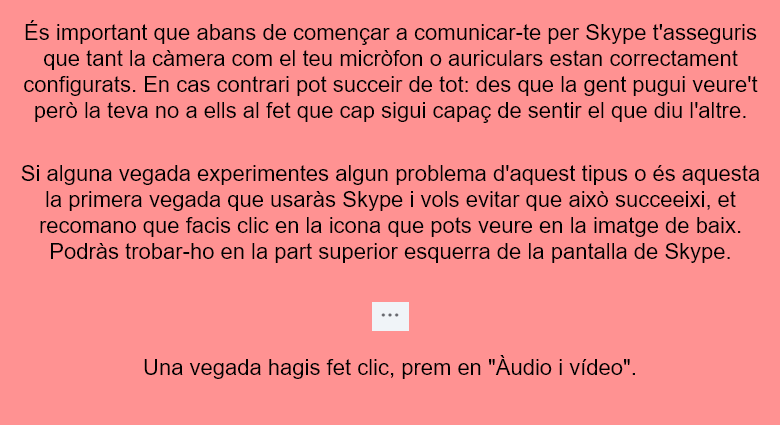 És important que abans de començar a comunicar-te per Skype t'asseguris
que tant la càmera com el teu micròfon o auriculars estan correctament
configurats. En cas contrari pot succeir de tot: des que la gent pugui veure't
però la teva no a ells al fet que cap sigui capaç de sentir el que diu l'altre.
Si alguna vegada experimentes algun problema d'aquest tipus o és aquesta
la primera vegada que usaràs Skype i vols evitar que això succeeixi, et
recomano que facis clic en la icona que pots veure en la imatge de baix.
Podràs trobar-ho en la part superior esquerra de la pantalla de Skype.
...
Una vegada hagis fet clic, prem en "Àudio i vídeo".